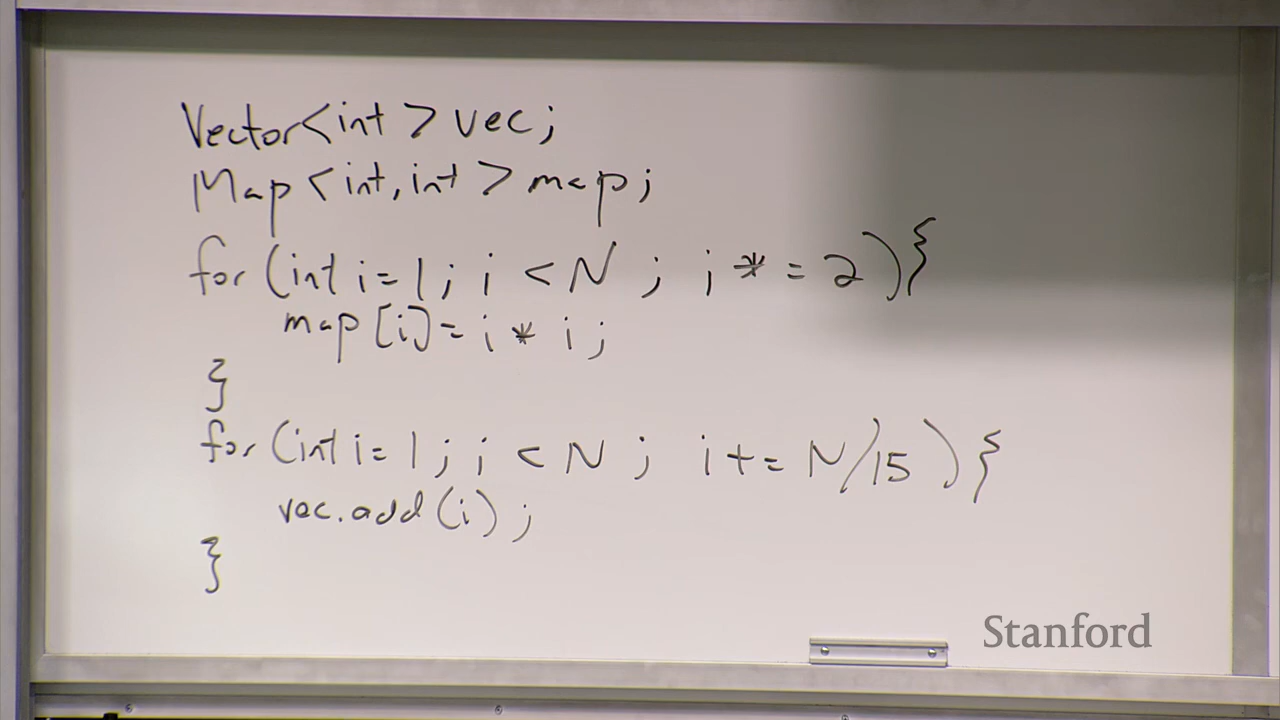 Vector<int> vec;
Map<int,int> map;
for (int i=1; i < N; i *= 2){
map[i]= i * i;
}
for (int i=1; i < N; i += N/15){
vec.add(i);
}
Stanford